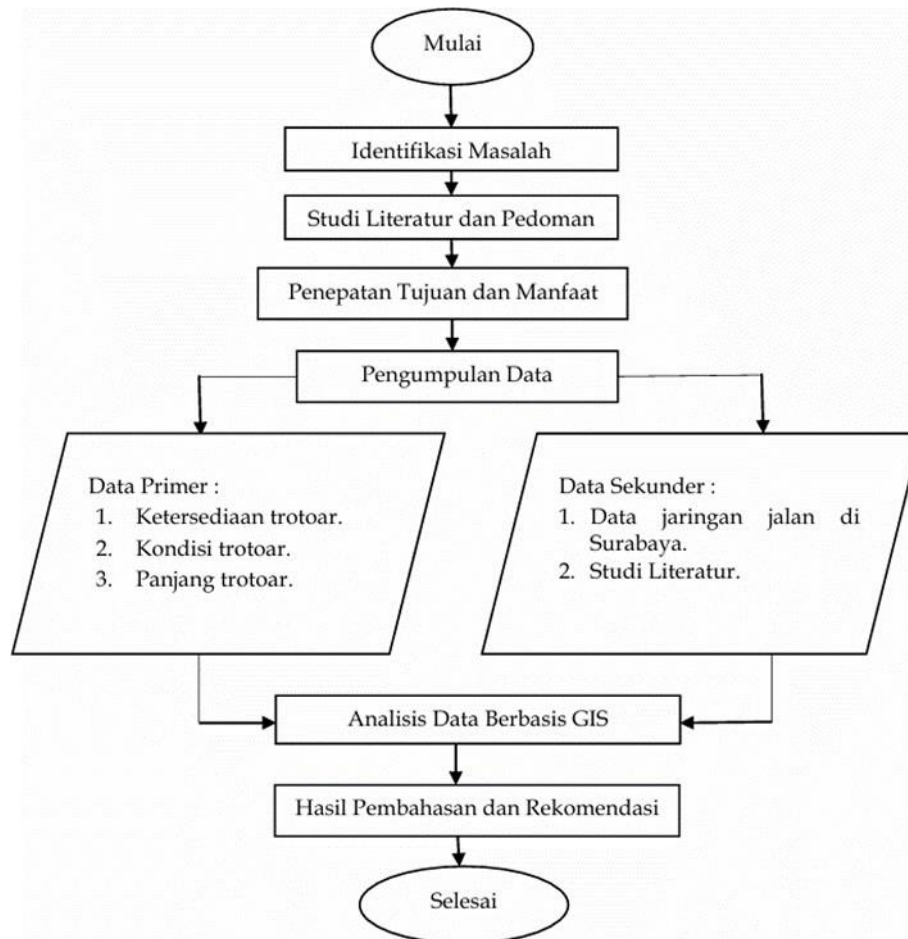 Mulai
Identifikasi Masalah
Studi Literatur dan Pedoman
Penepatan Tujuan dan Manfaat
Pengumpulan Data
Data Primer :
1. Ketersediaan trotoar.
2. Kondisi trotoar.
3. Panjang trotoar.
Data Sekunder :
1. Data jaringan jalan di
Surabaya.
2. Studi Literatur.
Analisis Data Berbasis GIS
Hasil Pembahasan dan Rekomendasi
Selesai